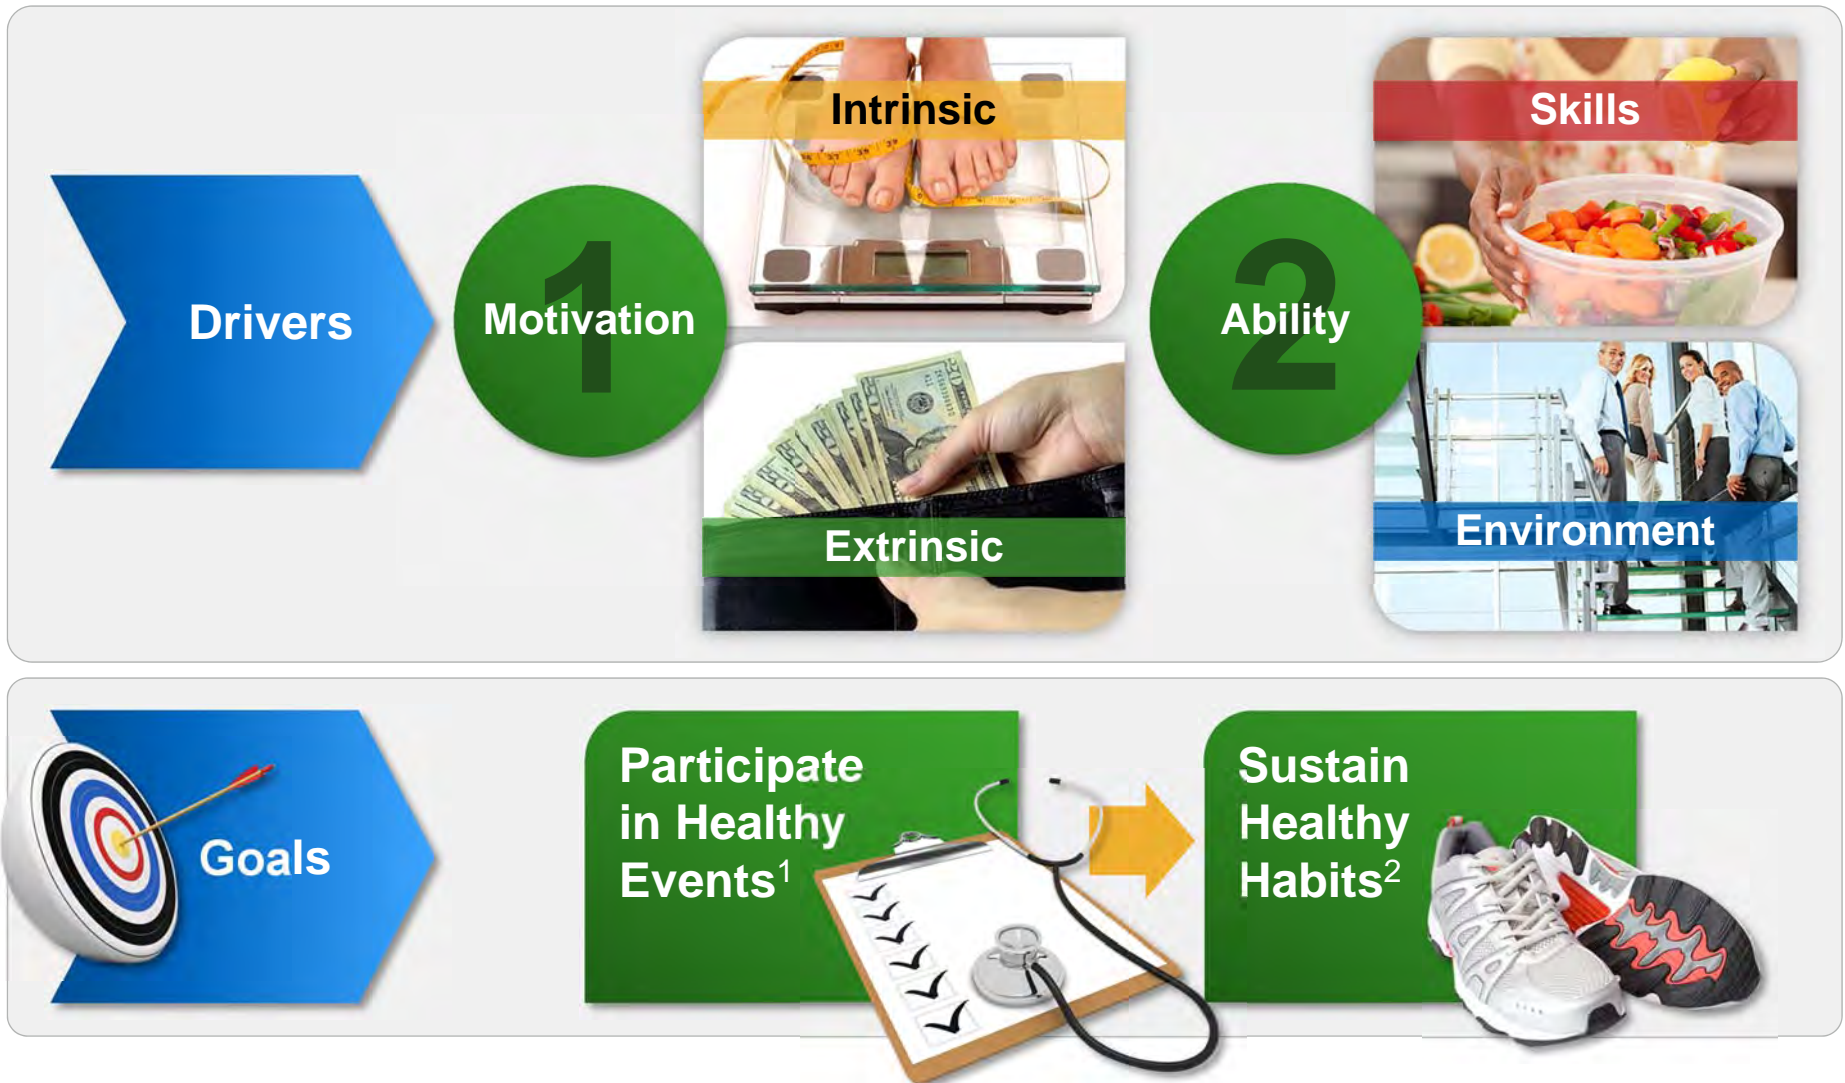 Drivers
1
Motivation
Intrinsic
Extrinsic
2
Ability
Skills
Environment
Goals
Participate
in Healthy
Events1
Sustain
Healthy
Habits2